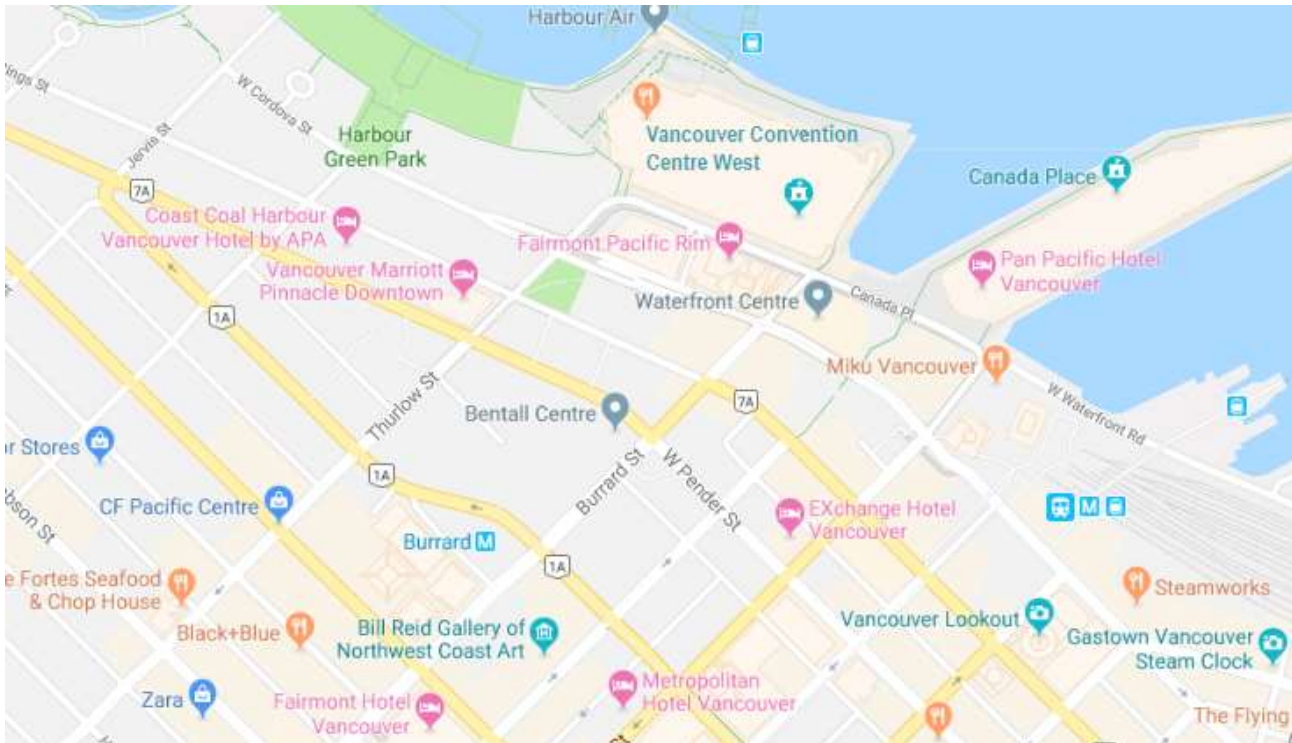 Harbour Air
ings St
W Cordova St
Jervis St
Harbour
Green Park
Vancouver Convention
Centre West
Canada Place
7A
Coast Coal Harbour
Vancouver Hotel by APA
Fairmont Pacific Rim
Pan Pacific Hotel
Vancouver
Vancouver Marriott
Pinnacle Downtown
Waterfront Centre
Canada Pl
1A
Miku Vancouver
W Waterfront Rd
Thurlow St
Bentall Centre
7A
or Stores
1A
Burrard St
W Pender St
CF Pacific Centre
EXchange Hotel
Vancouver
M
bson St
Burrard M
1A
e Fortes Seafood
& Chop House
Steamworks
Black+Blue
Bill Reid Gallery of
Northwest Coast Art
Vancouver Lookout
Gastown Vancouver
Steam Clock
Zara
Fairmont Hotel
Vancouver
Metropolitan
Hotel Vancouver
The Flying